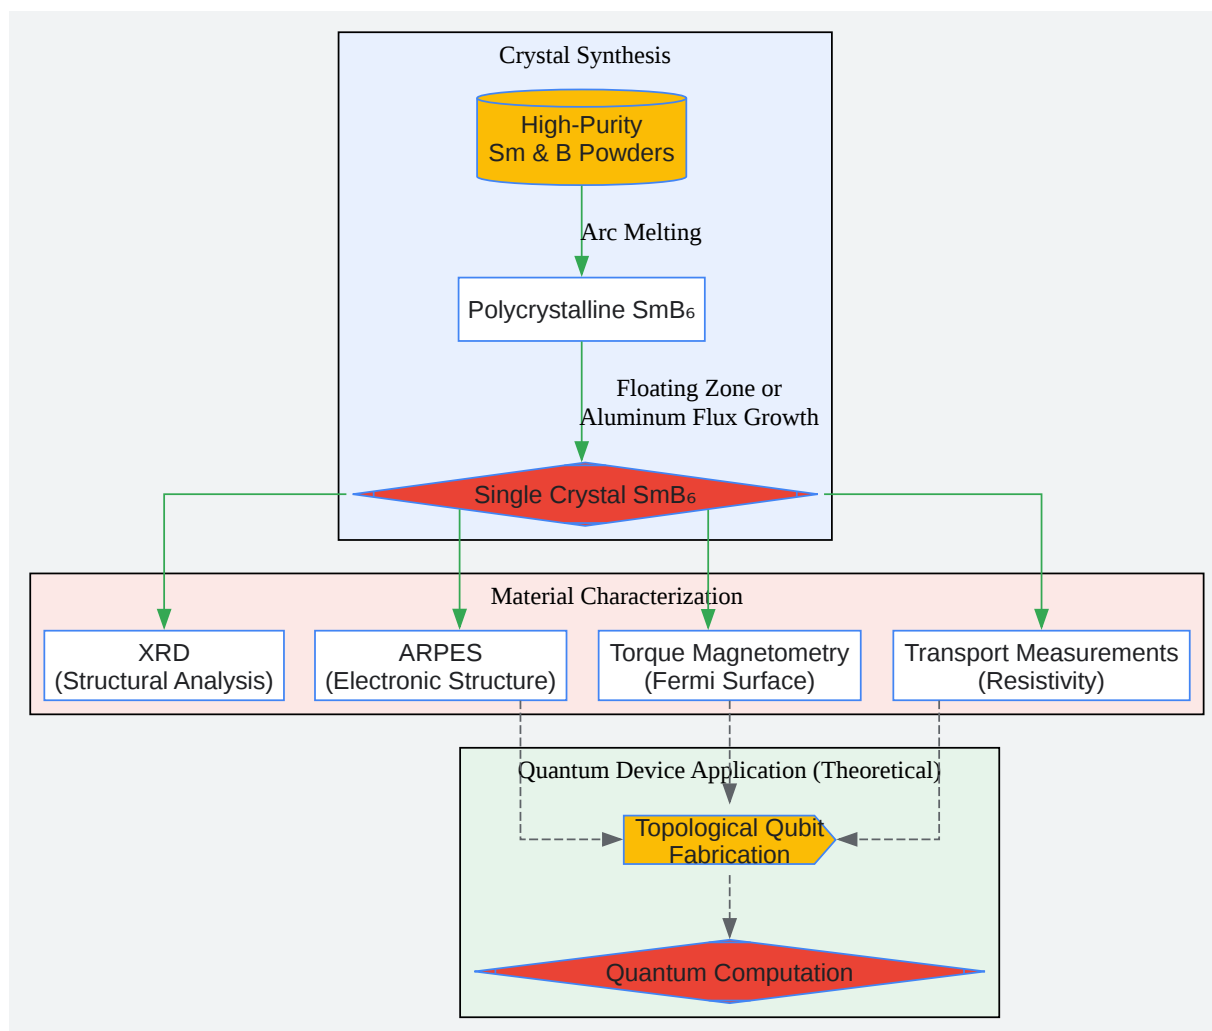 Crystal Synthesis
High-Purity
Sm & B Powders
Arc Melting
Polycrystalline SmB₆
Floating Zone or
Aluminum Flux Growth
Single Crystal SmB₆
Material Characterization
XRD
(Structural Analysis)
ARPES
(Electronic Structure)
Torque Magnetometry
(Fermi Surface)
Transport Measurements
(Resistivity)
Quantum Device Application (Theoretical)
Topological Qubit
Fabrication
Quantum Computation